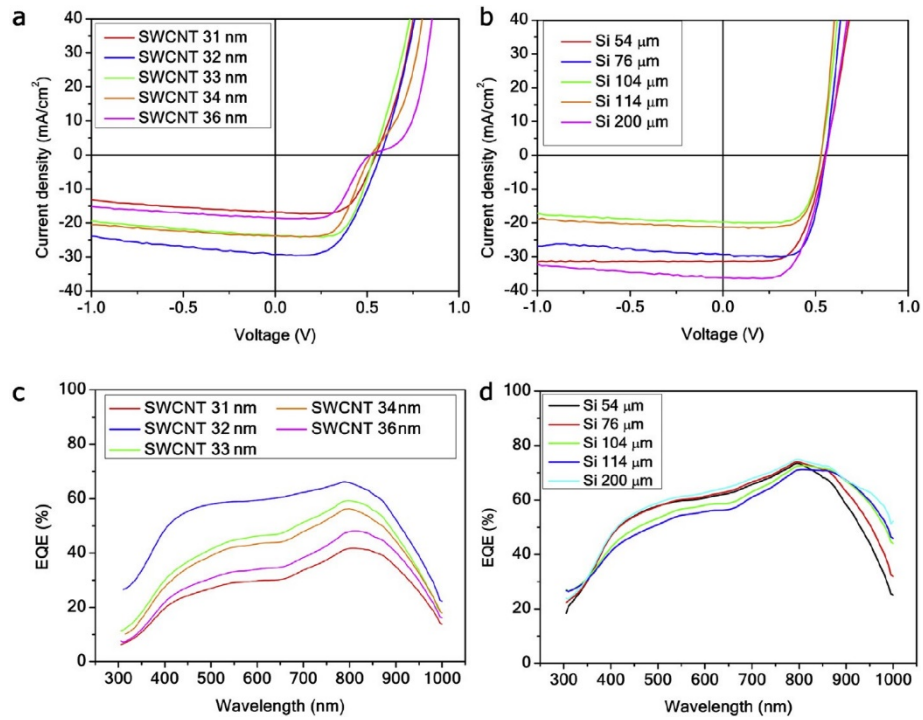 a
SWCNT 31 nm
SWCNT 32 nm
SWCNT 33 nm
SWCNT 34 nm
SWCNT 36 nm
Current density (mA/cm²)
40
30
20
10
0
-10
-20
-30
-40
-1.0 -0.5 0.0 0.5 1.0
Voltage (V)
b
Si 54 μm
Si 76 μm
Si 104 μm
Si 114 μm
Si 200 μm
Current density (mA/cm²)
40
30
20
10
0
-10
-20
-30
-40
-1.0 -0.5 0.0 0.5 1.0
Voltage (V)
c
SWCNT 31 nm SWCNT 34 nm
SWCNT 32 nm SWCNT 36 nm
SWCNT 33 nm
EQE (%)
100
80
60
40
20
0
300 400 500 600 700 800 900 1000
Wavelength (nm)
d
Si 54 μm
Si 76 μm
Si 104 μm
Si 114 μm
Si 200 μm
EQE (%)
100
80
60
40
20
0
300 400 500 600 700 800 900 1000
Wavelength (nm)